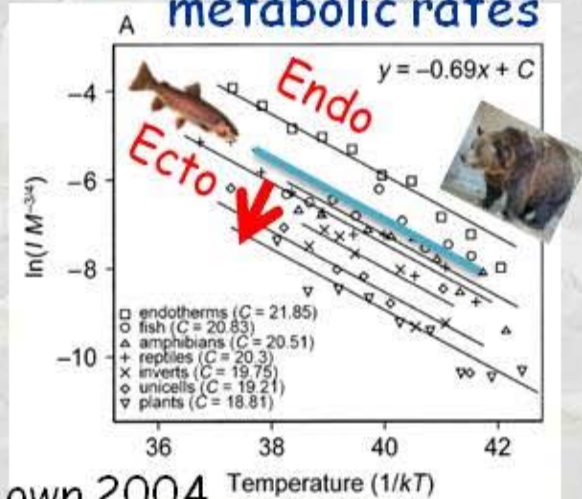 metabolic rates
A
y = –0.69x + C
Endo
Ecto
ln(I M⁻³/⁴)
–4
–6
–8
–10
□ endotherms (C = 21.85)
○ fish (C = 20.83)
△ amphibians (C = 20.51)
+ reptiles (C = 20.3)
× inverts (C = 19.75)
◇ unicells (C = 19.21)
▽ plants (C = 18.81)
36 38 40 42
Temperature (1/kT)
own 2004